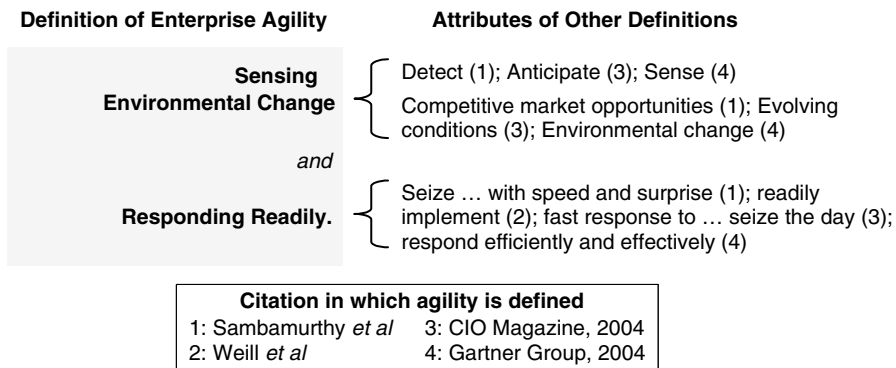 Definition of Enterprise Agility
Attributes of Other Definitions
Sensing
Environmental Change
Detect (1); Anticipate (3); Sense (4)
Competitive market opportunities (1); Evolving
conditions (3); Environmental change (4)
and
Responding Readily.
Seize … with speed and surprise (1); readily
implement (2); fast response to … seize the day (3);
respond efficiently and effectively (4)
Citation in which agility is defined
1: Sambamurthy et al 3: CIO Magazine, 2004
2: Weill et al 4: Gartner Group, 2004